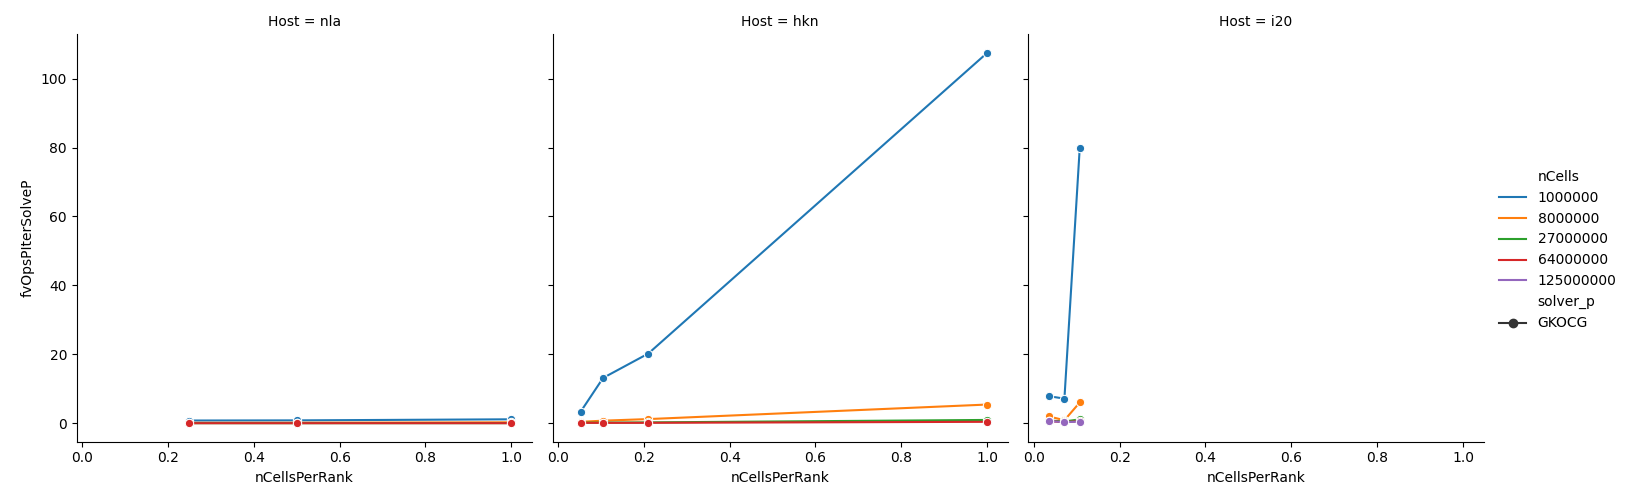 Host = nla
Host = hkn
Host = i20
fvOpsPIterSolveP
100
80
60
40
20
0
0.0 0.2 0.4 0.6 0.8 1.0
nCellsPerRank
0.0 0.2 0.4 0.6 0.8 1.0
nCellsPerRank
0.0 0.2 0.4 0.6 0.8 1.0
nCellsPerRank
nCells
1000000
8000000
27000000
64000000
125000000
solver_p
GKOCG